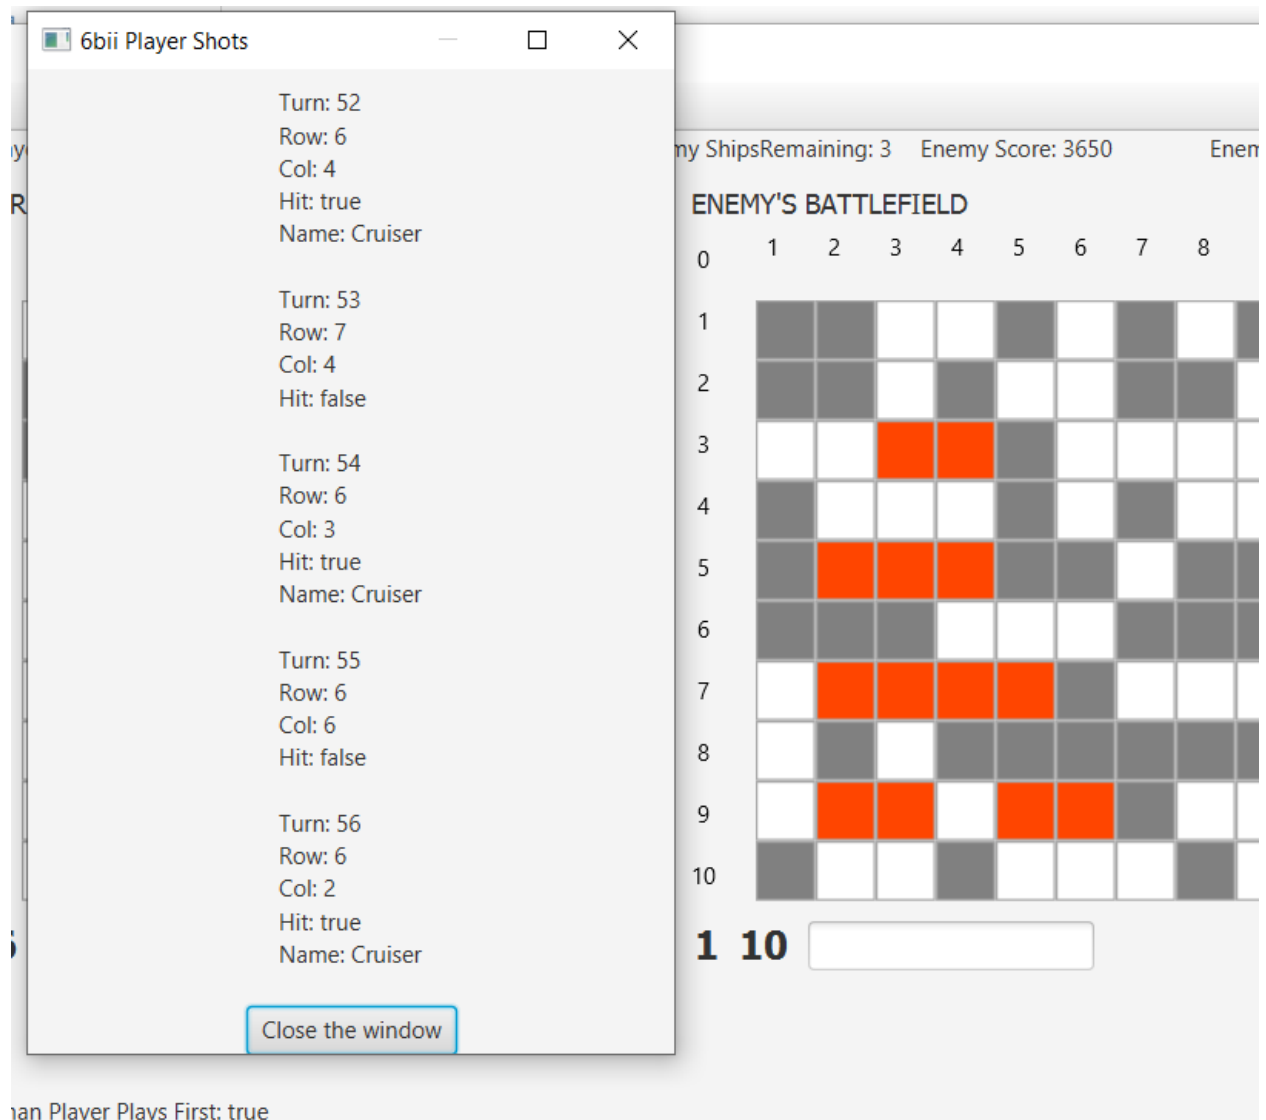 6bii Player Shots
Turn: 52
Row: 6
Col: 4
Hit: true
Name: Cruiser
Turn: 53
Row: 7
Col: 4
Hit: false
Turn: 54
Row: 6
Col: 3
Hit: true
Name: Cruiser
Turn: 55
Row: 6
Col: 6
Hit: false
Turn: 56
Row: 6
Col: 2
Hit: true
Name: Cruiser
Close the window
my ShipsRemaining: 3 Enemy Score: 3650 Enem
ENEMY'S BATTLEFIELD
0 1 2 3 4 5 6 7 8
1
2
3
4
5
6
7
8
9
10
1 10
nan Player Plays First: true